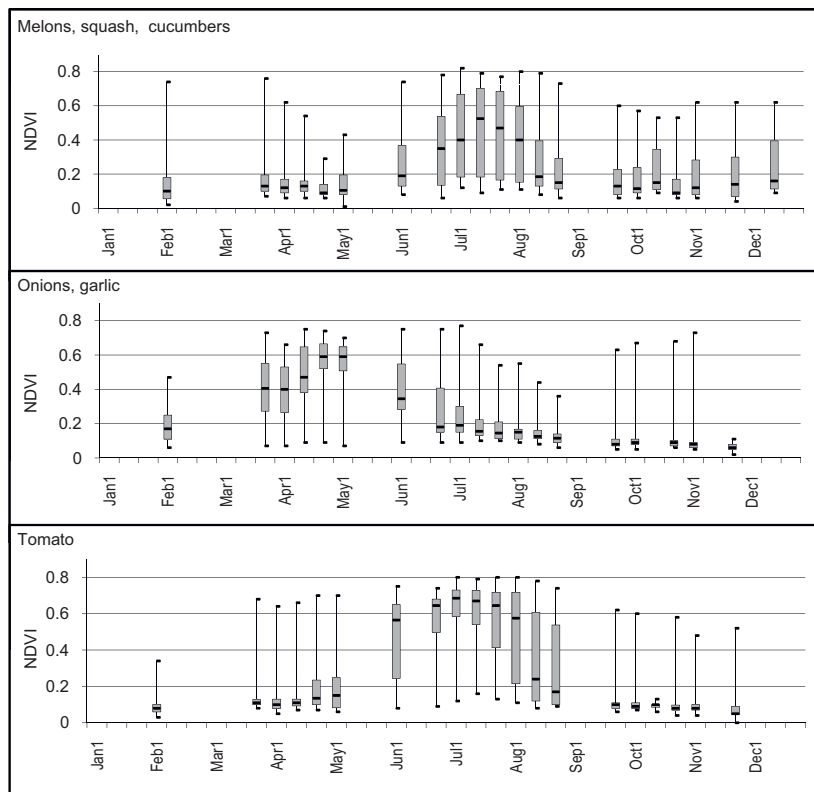 Melons, squash, cucumbers
NDVI
0.8
0.6
0.4
0.2
0
Jan1 Feb1 Mar1 Apr1 May1 Jun1 Jul1 Aug1 Sep1 Oct1 Nov1 Dec1
Onions, garlic
NDVI
0.8
0.6
0.4
0.2
0
Jan1 Feb1 Mar1 Apr1 May1 Jun1 Jul1 Aug1 Sep1 Oct1 Nov1 Dec1
Tomato
NDVI
0.8
0.6
0.4
0.2
0
Jan1 Feb1 Mar1 Apr1 May1 Jun1 Jul1 Aug1 Sep1 Oct1 Nov1 Dec1